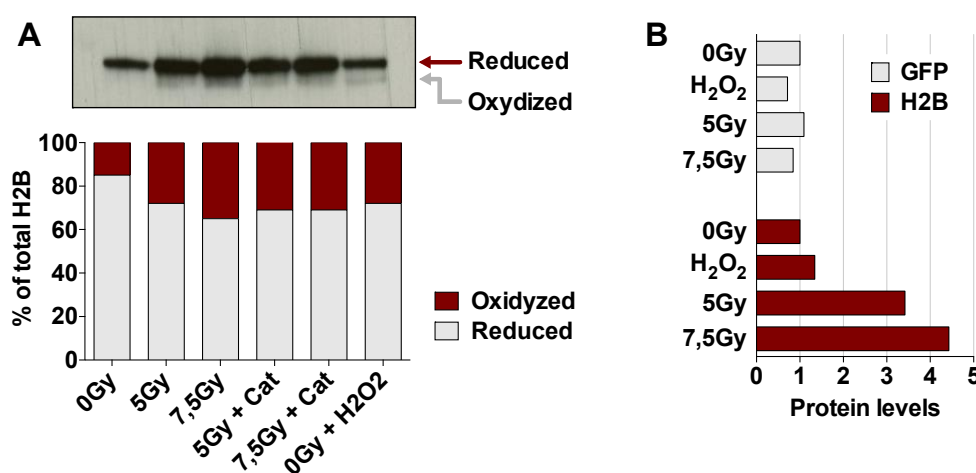 A
Reduced
Oxydized
% of total H2B
100
80
60
40
20
0
0Gy
5Gy
7,5Gy
5Gy + Cat
7,5Gy + Cat
0Gy + H2O2
Oxidyzed
Reduced
B
0Gy
H₂O₂
5Gy
7,5Gy
GFP
H2B
0Gy
H₂O₂
5Gy
7,5Gy
0 1 2 3 4 5
Protein levels